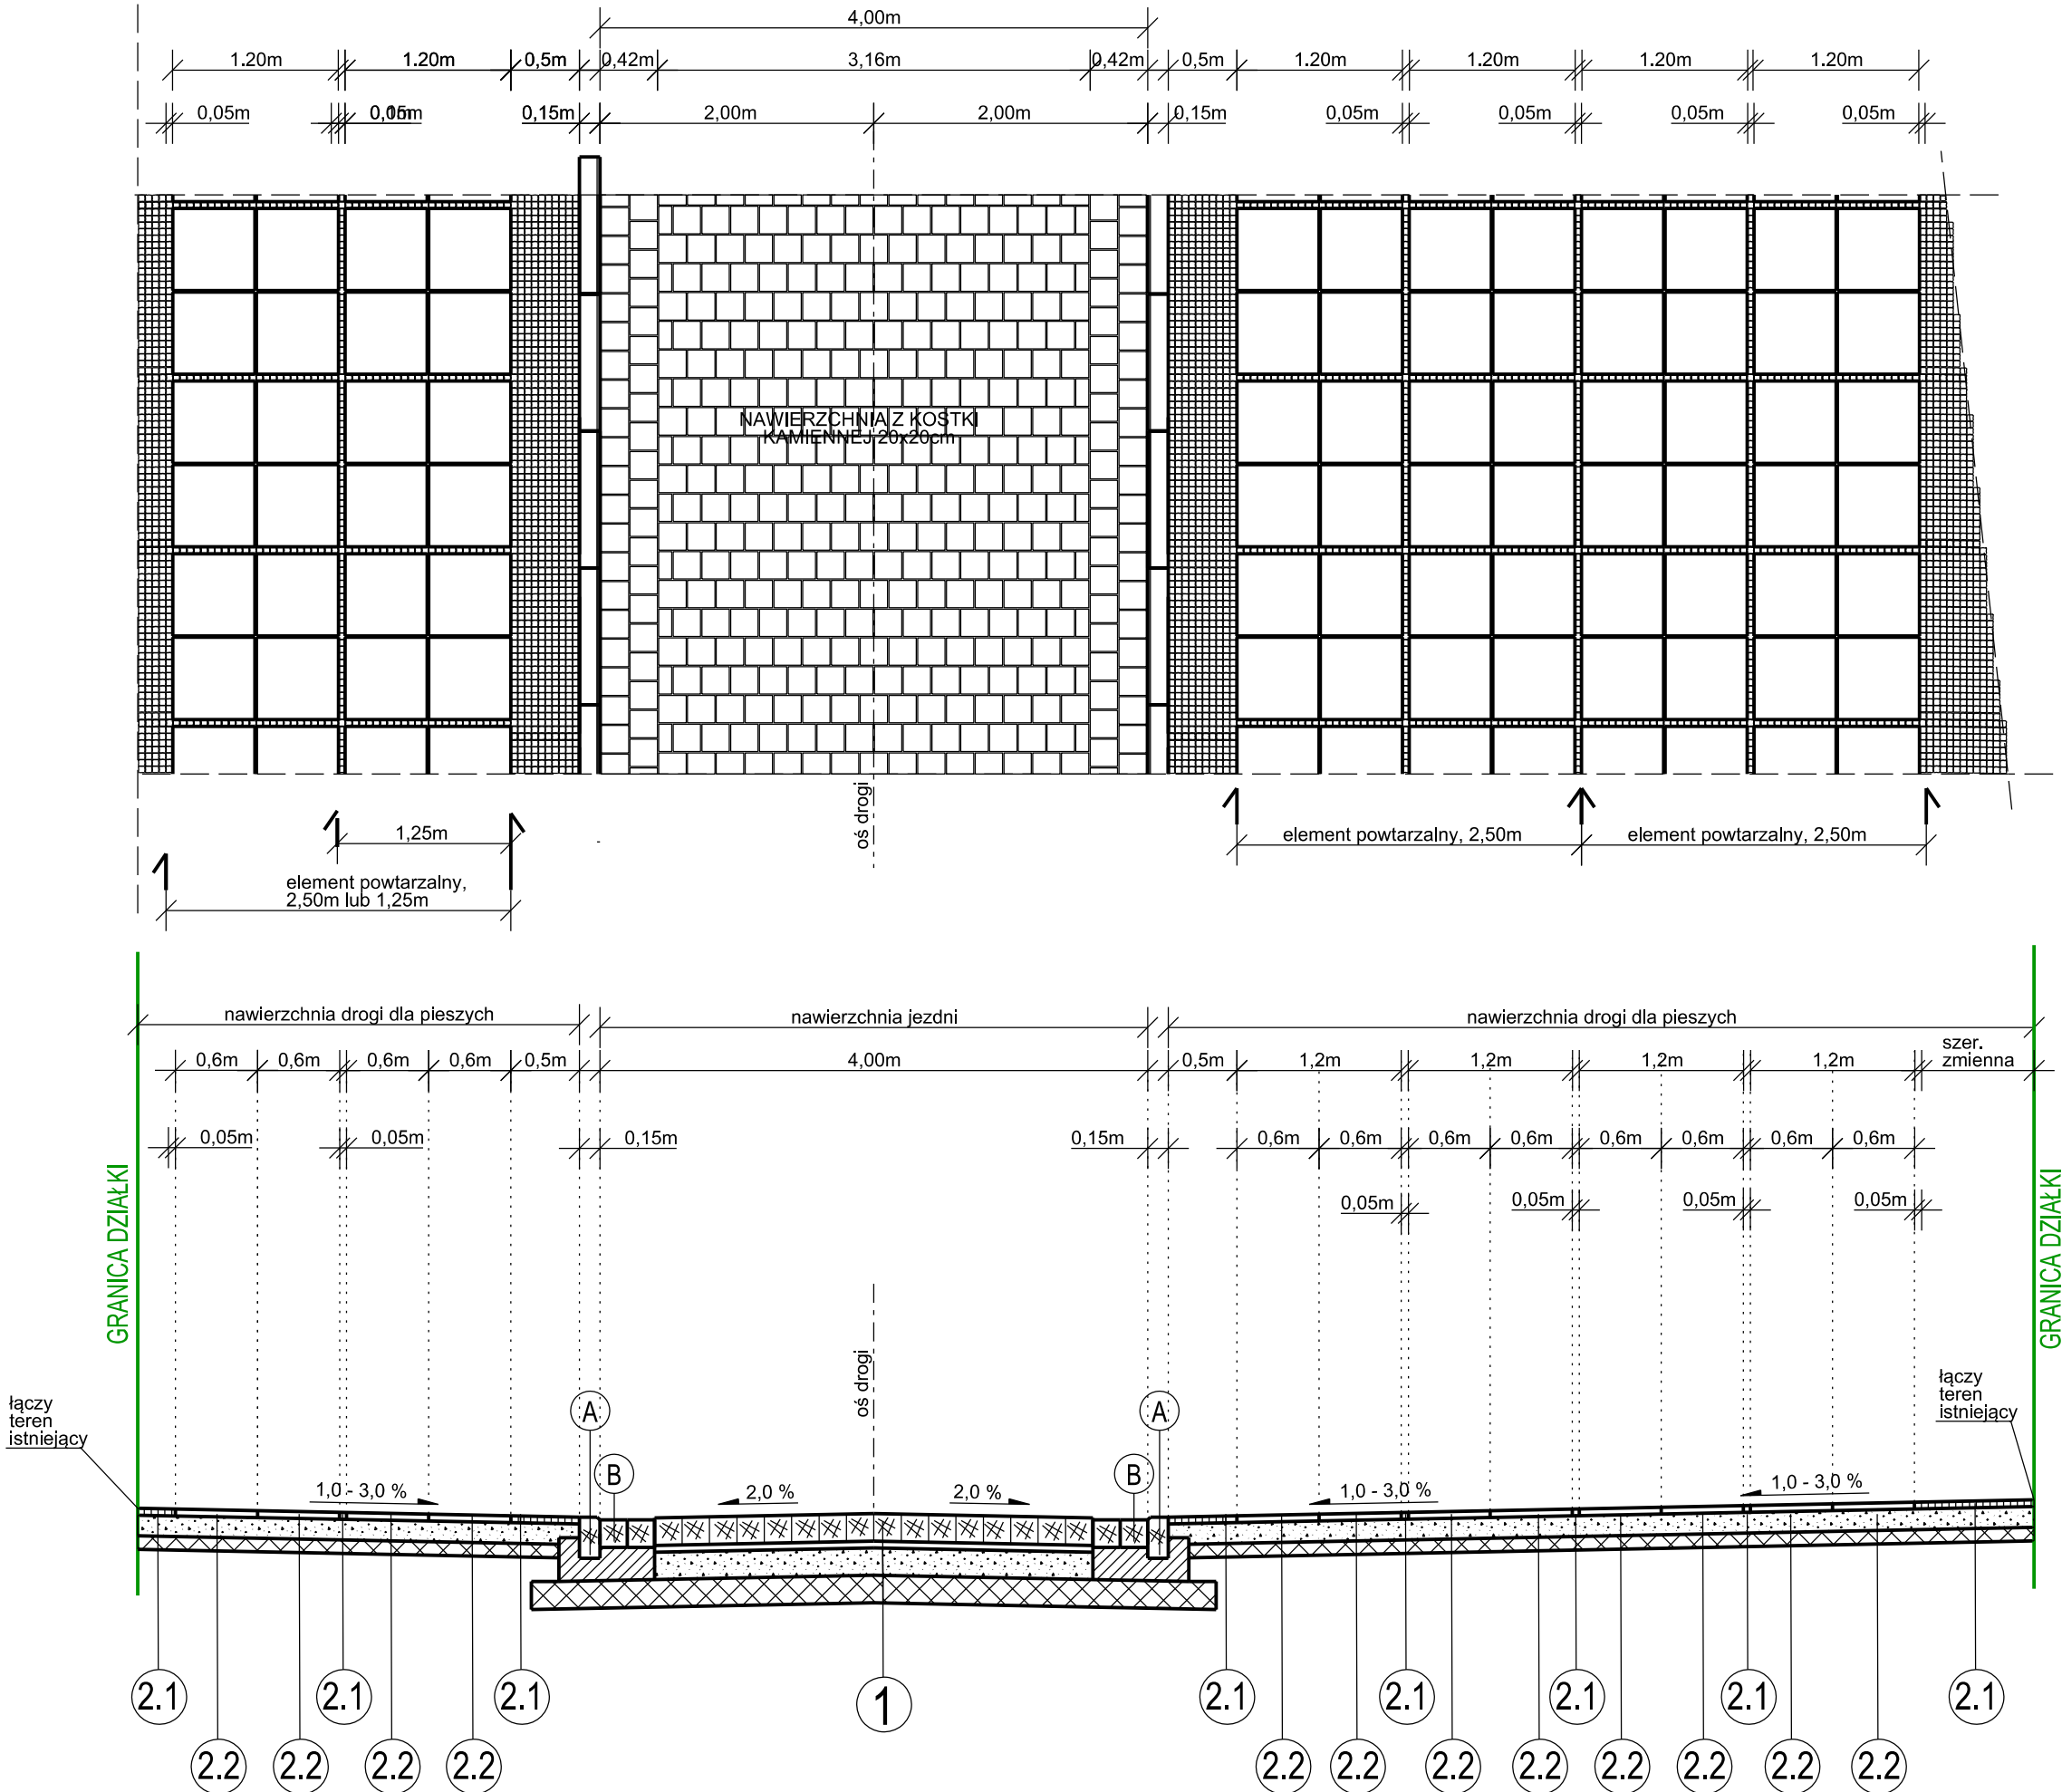 4,00m
1.20m 1.20m 0,5m 0,42m 3,16m 0,42m 0,5m 1.20m 1.20m 1.20m 1.20m
0,05m 0,15m 2,00m 2,00m 0,15m 0,05m 0,05m 0,05m 0,05m
NAWIERZCHNIA Z KOSTKI
KAMIENNEJ 20x20cm
oś drogi
1,25m
element powtarzalny, 2,50m element powtarzalny, 2,50m
element powtarzalny,
2,50m lub 1,25m
nawierzchnia drogi dla pieszych nawierzchnia jezdni nawierzchnia drogi dla pieszych
szer.
zmienna
0,6m 0,6m 0,6m 0,6m 0,5m 4,00m 0,5m 1,2m 1,2m 1,2m 1,2m
0,05m 0,05m 0,15m 0,15m 0,6m 0,6m 0,6m 0,6m 0,6m 0,6m 0,6m 0,6m
0,05m 0,05m 0,05m 0,05m
GRANICA DZIAŁKI
GRANICA DZIAŁKI
oś drogi
łączy
teren
istniejący
łączy
teren
istniejący
A A
B B
1,0 - 3,0 % 2,0 % 2,0 % 1,0 - 3,0 % 1,0 - 3,0 %
2.1 2.1 2.1 1 2.1 2.1 2.1 2.1 2.1
2.2 2.2 2.2 2.2 2.2 2.2 2.2 2.2 2.2 2.2 2.2 2.2